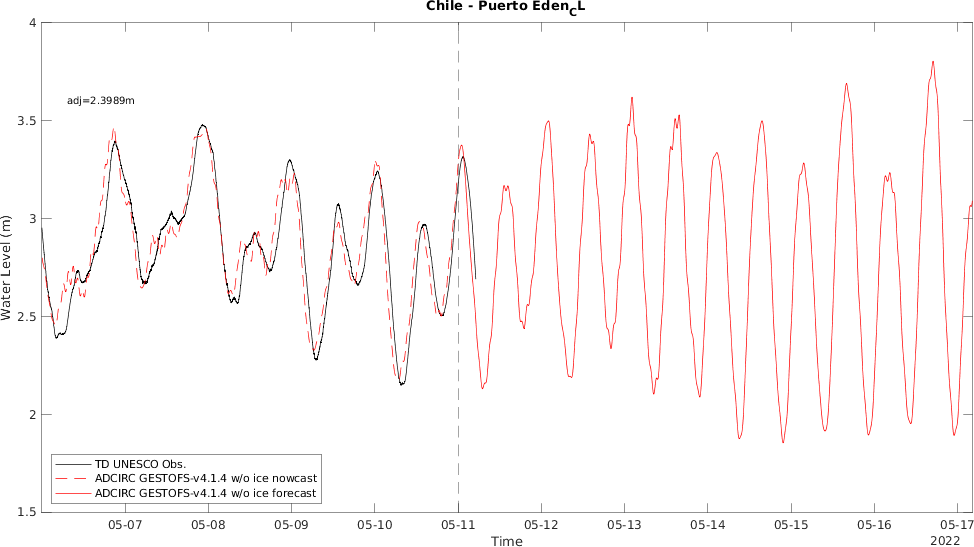 Chile - Puerto Eden_CL
4
adj=2.3989m
3.5
3
Water Level (m)
2.5
2
TD UNESCO Obs.
ADCIRC GESTOFS-v4.1.4 w/o ice nowcast
ADCIRC GESTOFS-v4.1.4 w/o ice forecast
1.5
05-07 05-08 05-09 05-10 05-11 05-12 05-13 05-14 05-15 05-16 05-17
Time
2022